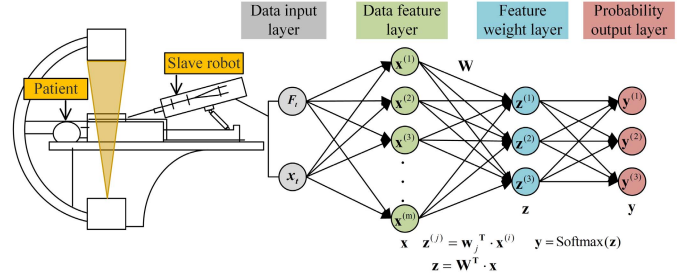 Data input layer
Data feature layer
Feature weight layer
Probability output layer
Slave robot
Patient
W
F_t
x_t
x^(1)
x^(2)
x^(3)
.
.
.
x^(m)
z^(1)
z^(2)
z^(3)
y^(1)
y^(2)
y^(3)
x
z
y
z^(j) = w_j^T · x^(i)
y = Softmax(z)
z = W^T · x